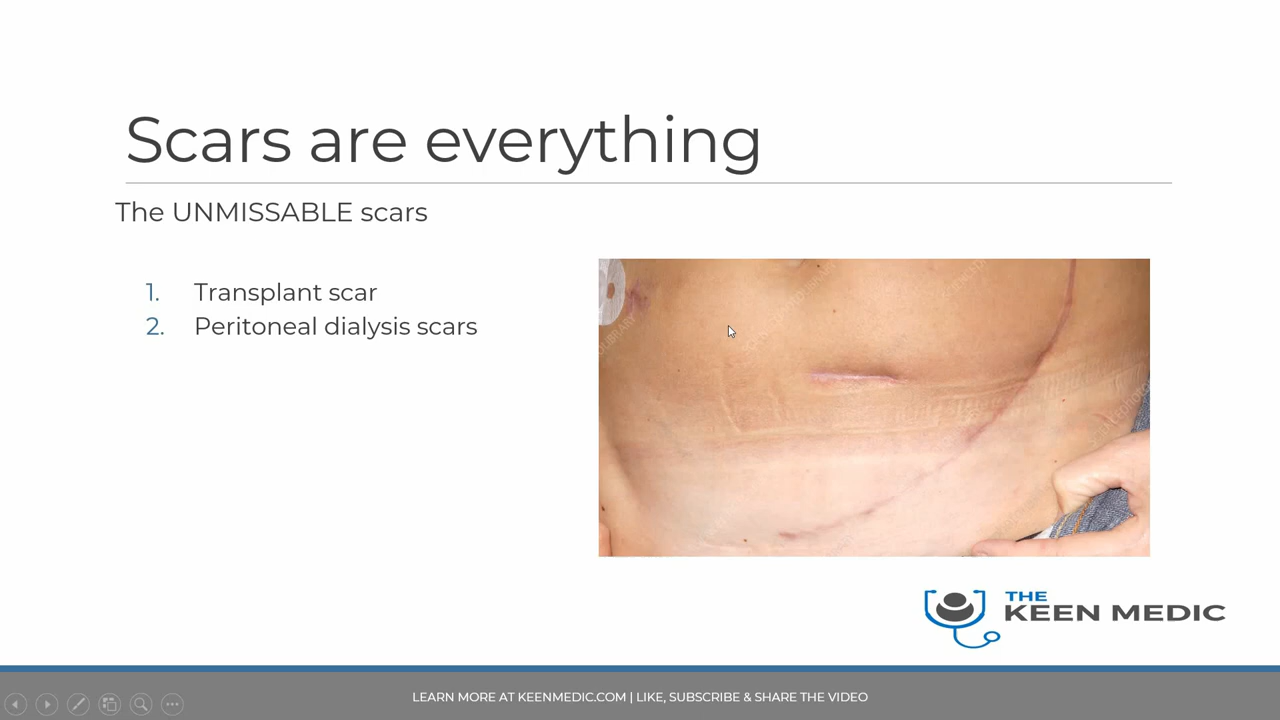 Scars are everything
The UNMISSABLE scars
1. Transplant scar
2. Peritoneal dialysis scars
THE
KEEN MEDIC
LEARN MORE AT KEENMEDIC.COM | LIKE, SUBSCRIBE & SHARE THE VIDEO